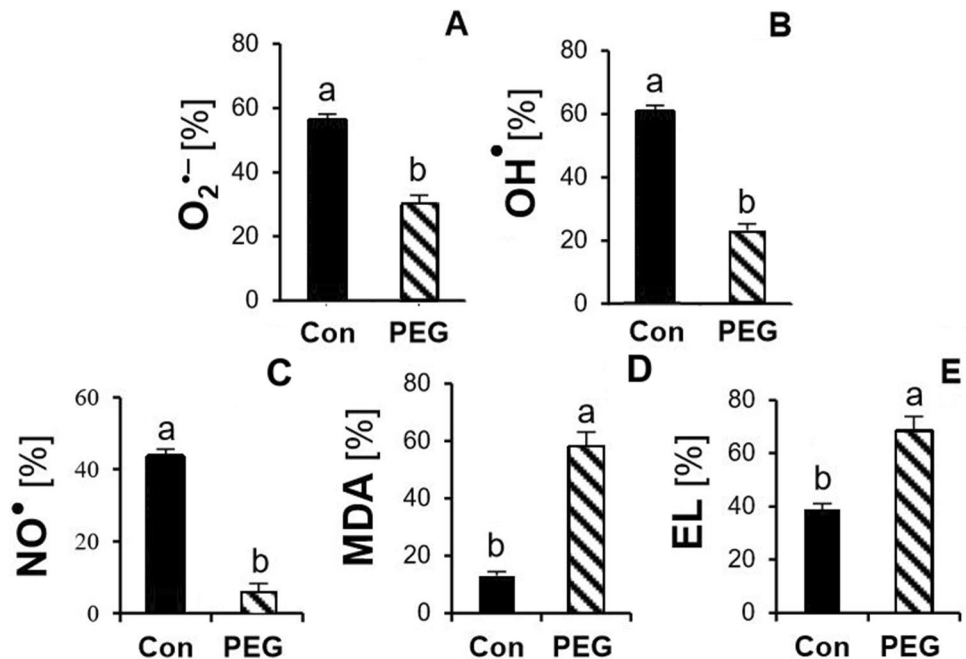 A
O₂•– [%]
80
60
40
20
0
a
b
Con PEG
B
OH• [%]
80
60
40
20
0
a
b
Con PEG
C
NO• [%]
60
40
20
0
a
b
Con PEG
D
MDA [%]
80
60
40
20
0
b
a
Con PEG
E
EL [%]
80
60
40
20
0
b
a
Con PEG